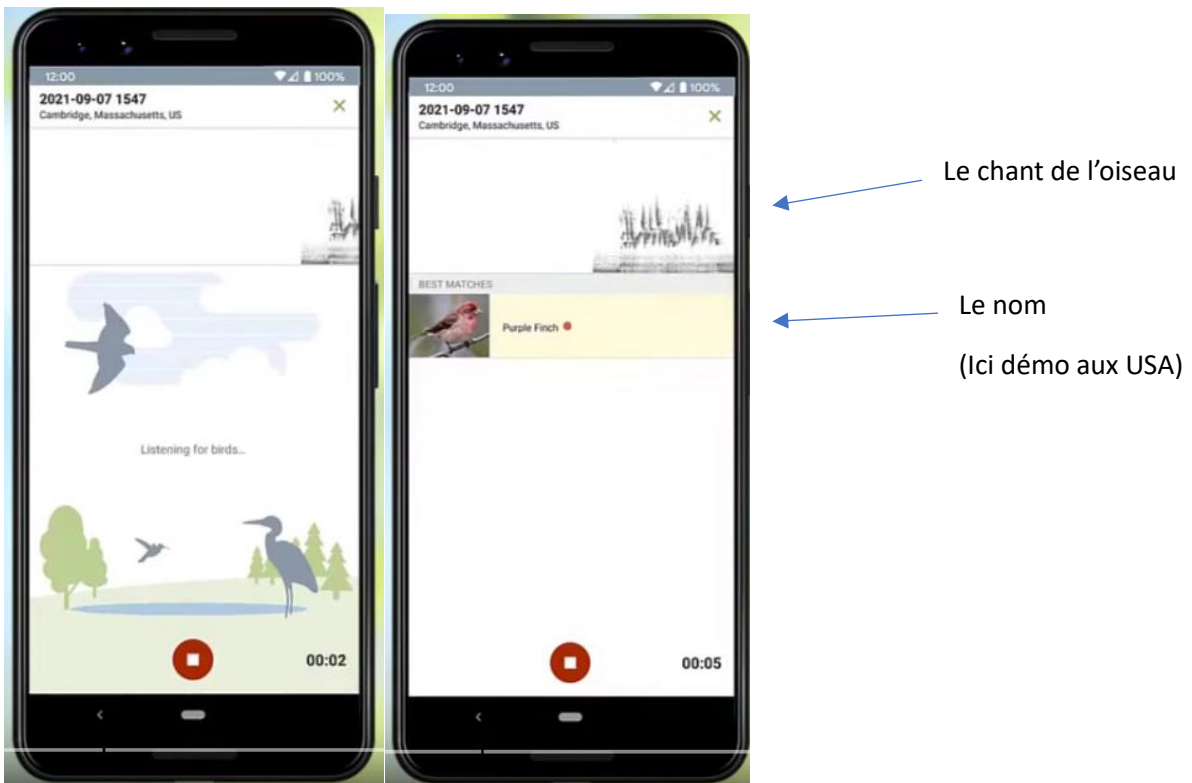 12:00
100%
2021-09-07 1547
Cambridge, Massachusetts, US
Listening for birds...
00:02
12:00
100%
2021-09-07 1547
Cambridge, Massachusetts, US
BEST MATCHES
Purple Finch
00:05
Le chant de l’oiseau
Le nom
(Ici démo aux USA)